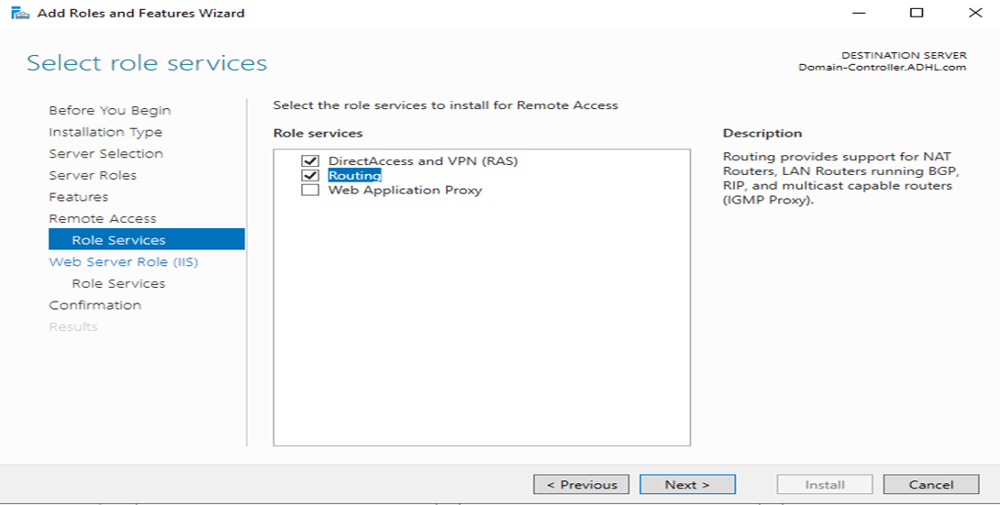 Add Roles and Features Wizard
Select role services
DESTINATION SERVER
Domain-Controller.ADHL.com
Before You Begin
Installation Type
Server Selection
Server Roles
Features
Remote Access
Role Services
Web Server Role (IIS)
Role Services
Confirmation
Results
Select the role services to install for Remote Access
Role services
DirectAccess and VPN (RAS)
Routing
Web Application Proxy
Description
Routing provides support for NAT
Routers, LAN Routers running BGP,
RIP, and multicast capable routers
(IGMP Proxy).
< Previous
Next >
Install
Cancel